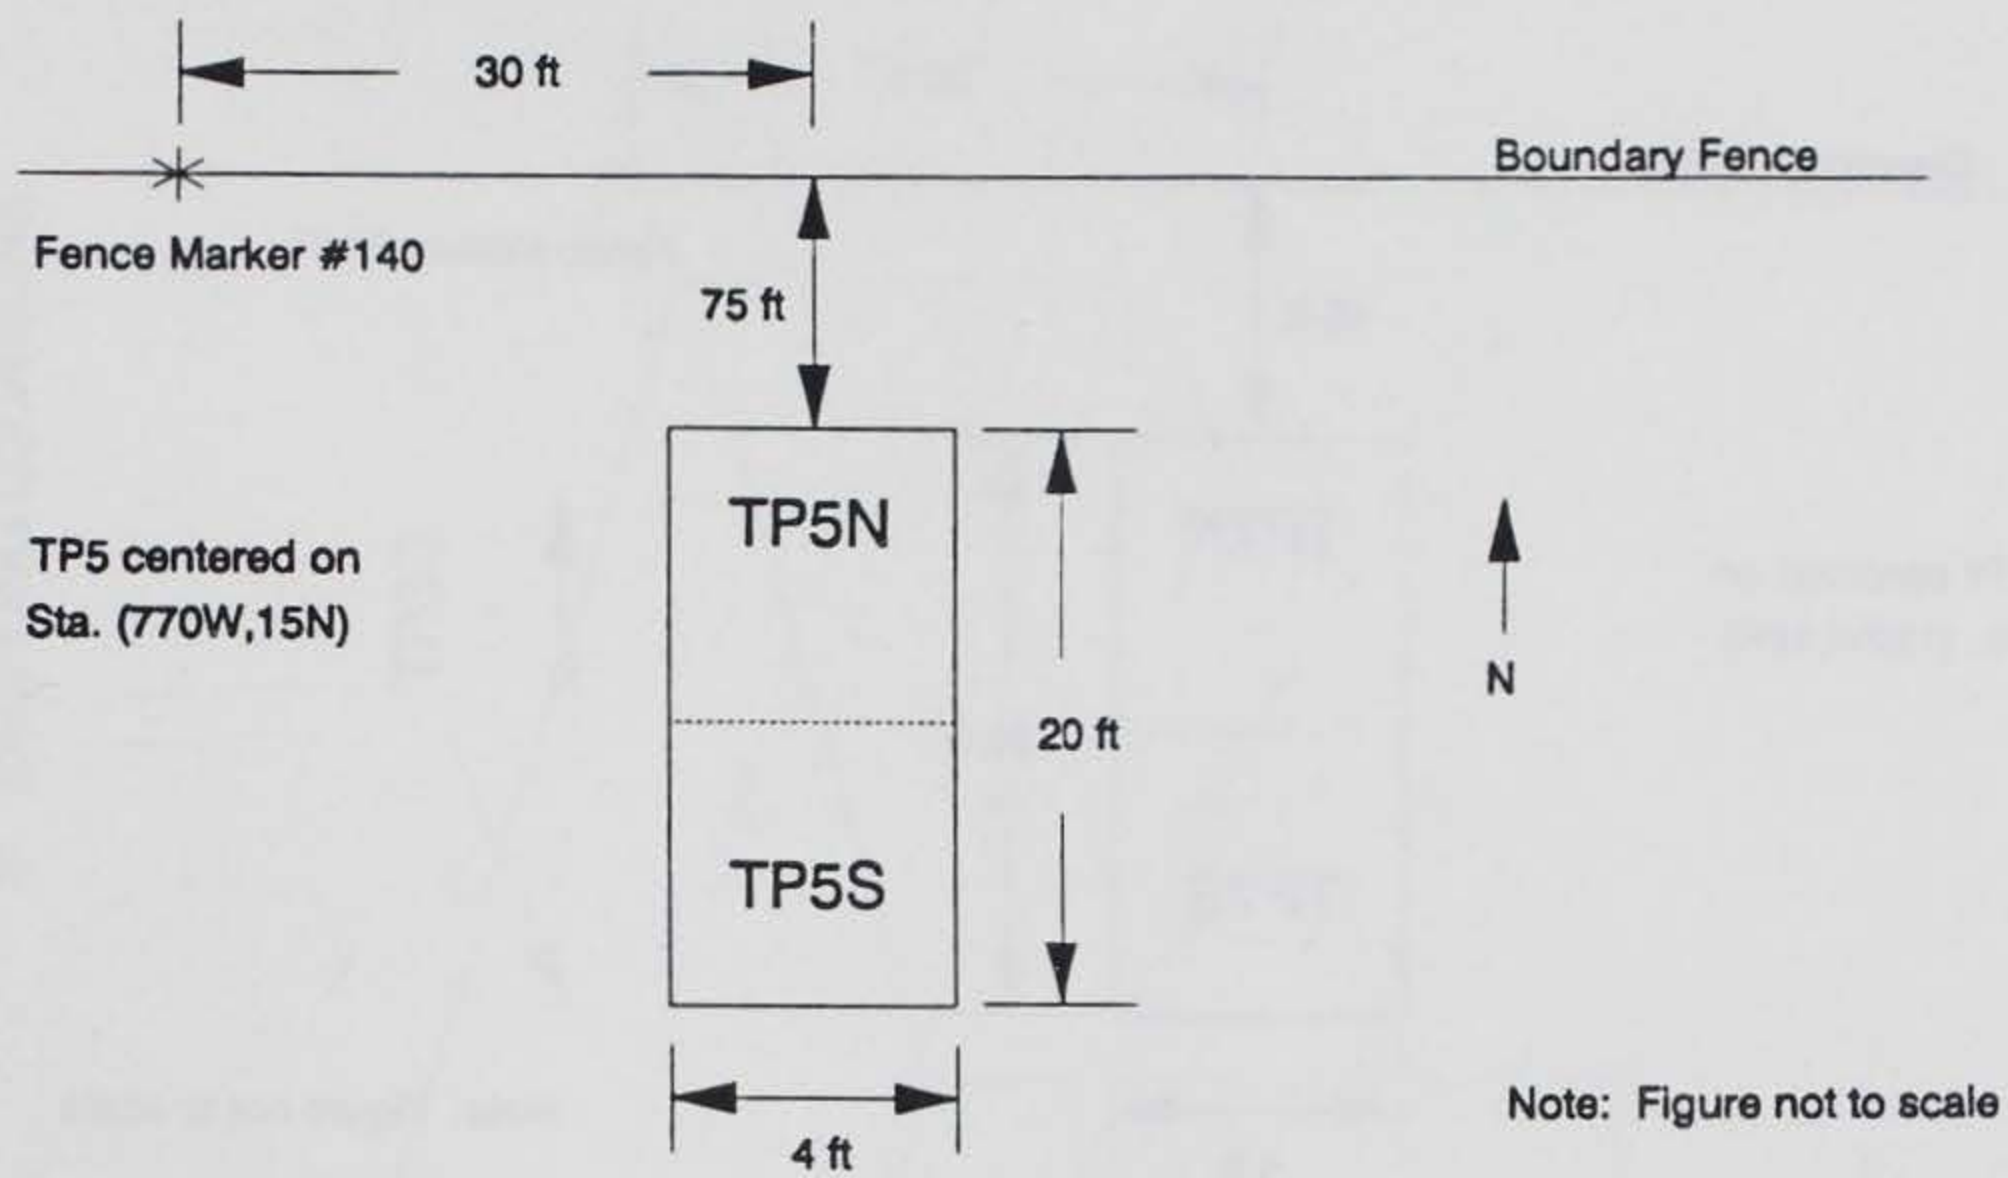 30 ft
Boundary Fence
Fence Marker #140
75 ft
TP5N
TP5 centered on
Sta. (770W,15N)
N
20 ft
TP5S
Note: Figure not to scale
4 ft